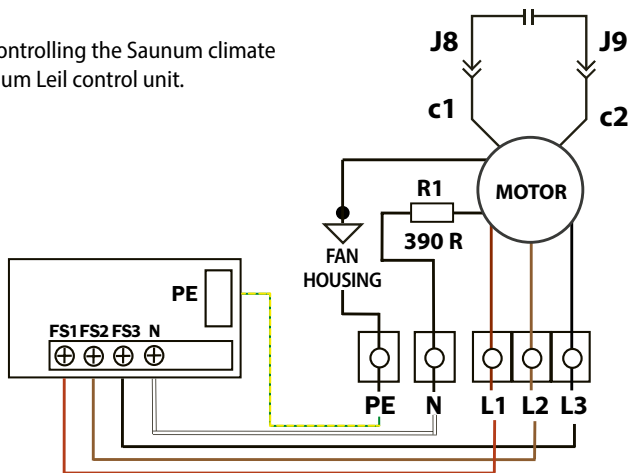 ontrolling the Saunum climate
um Leil control unit.
J8
J9
c1
c2
MOTOR
R1
390 R
FAN
HOUSING
PE
FS1 FS2 FS3 N
PE N L1 L2 L3